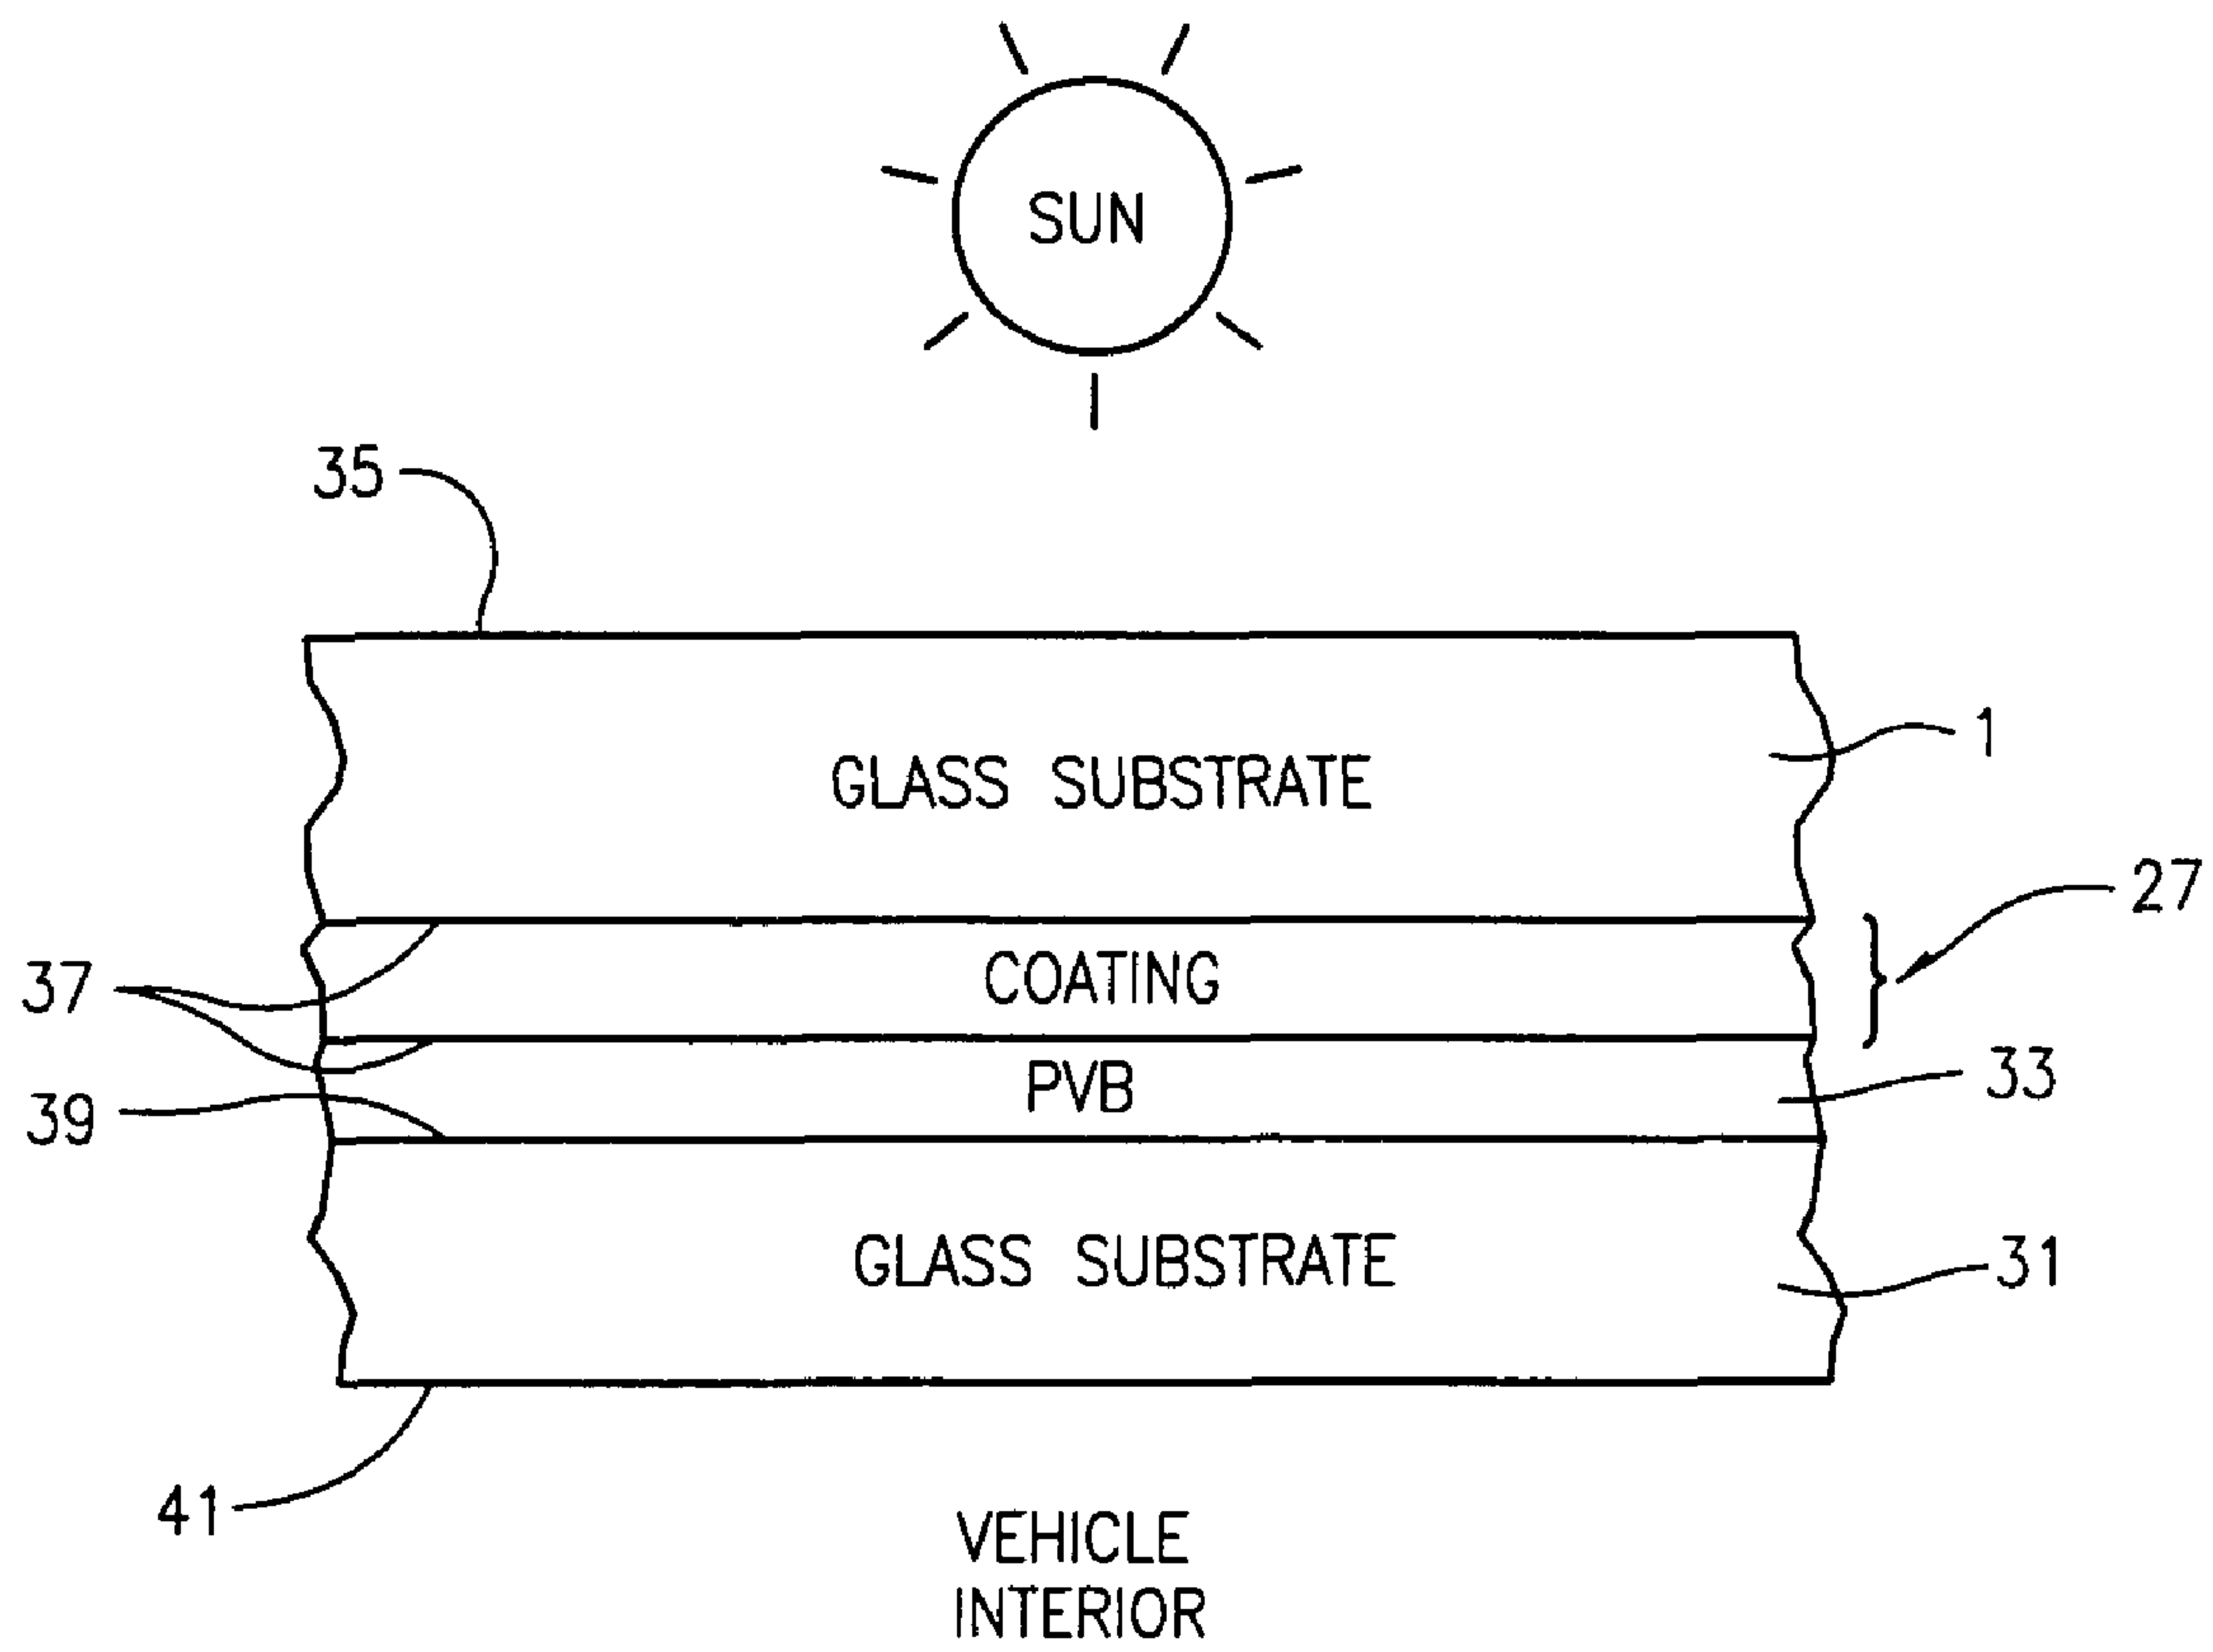 SUN
35
GLASS SUBSTRATE
1
27
COATING
37
PVB
33
39
GLASS SUBSTRATE
31
41
VEHICLE
INTERIOR